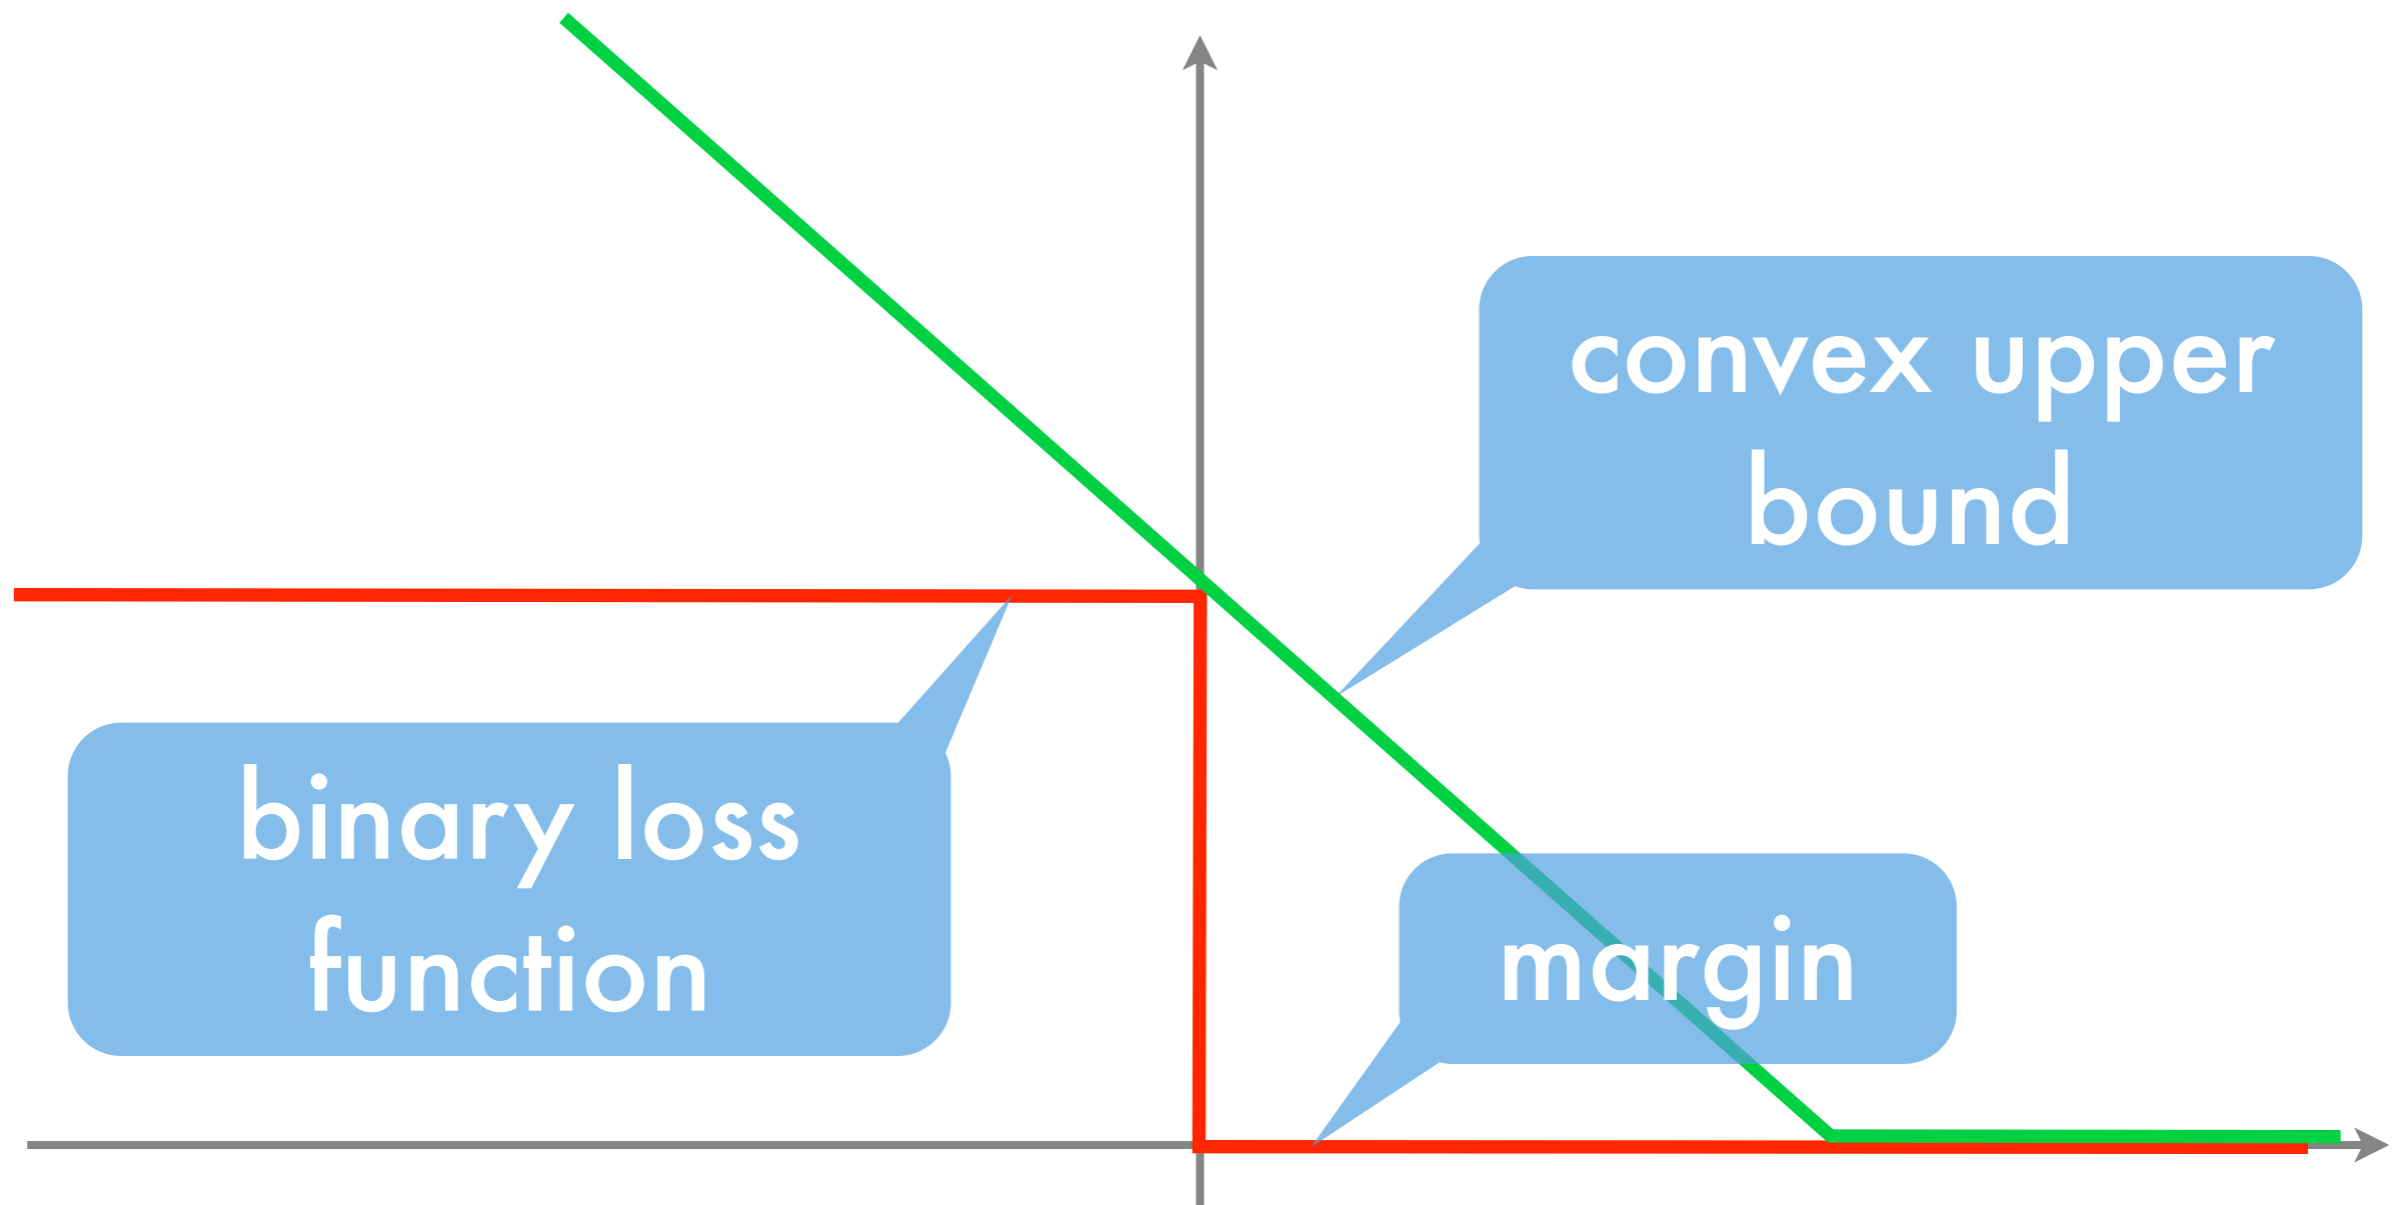 convex upper
bound
binary loss
function
margin